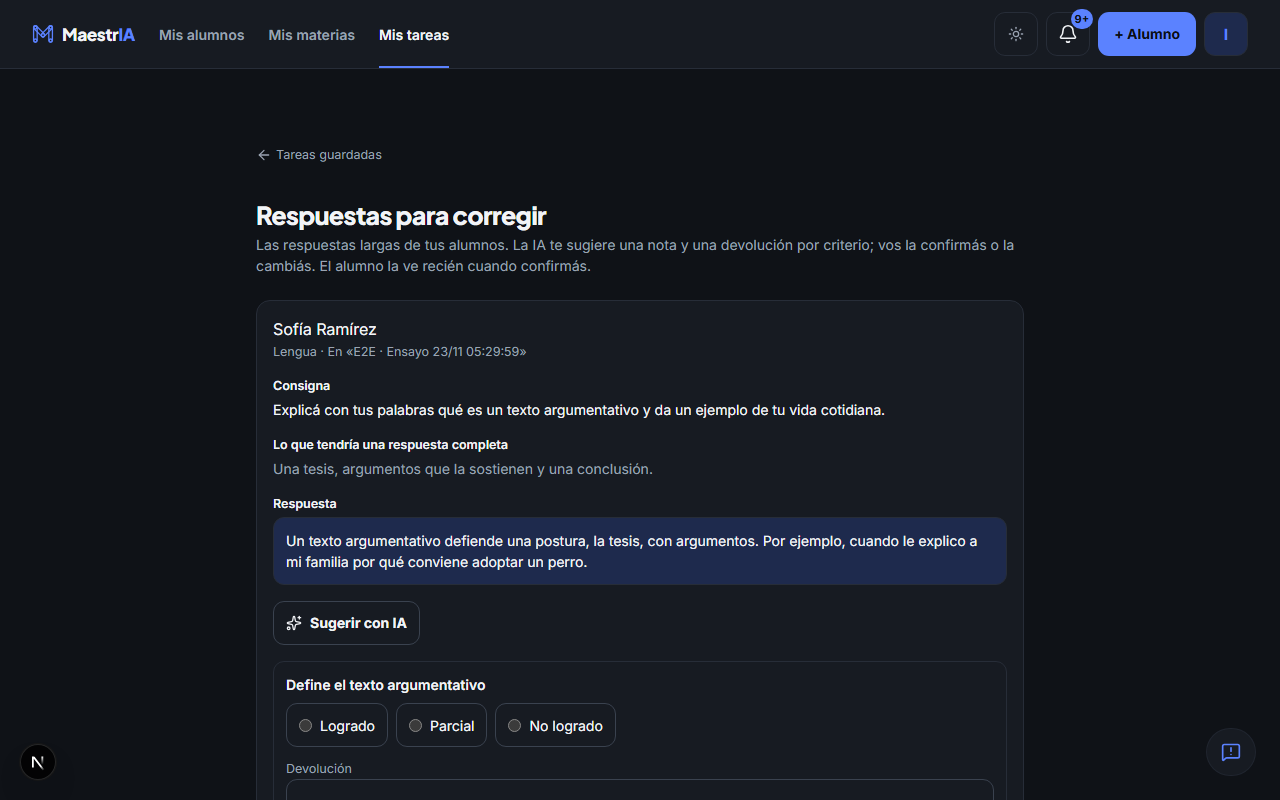 MaestrIA
Mis alumnos
Mis materias
Mis tareas
9+
+ Alumno
I
Tareas guardadas
Respuestas para corregir
Las respuestas largas de tus alumnos. La IA te sugiere una nota y una devolución por criterio; vos la confirmás o la
cambiás. El alumno la ve recién cuando confirmás.
Sofía Ramírez
Lengua · En «E2E · Ensayo 23/11 05:29:59»
Consigna
Explicá con tus palabras qué es un texto argumentativo y da un ejemplo de tu vida cotidiana.
Lo que tendría una respuesta completa
Una tesis, argumentos que la sostienen y una conclusión.
Respuesta
Un texto argumentativo defiende una postura, la tesis, con argumentos. Por ejemplo, cuando le explico a
mi familia por qué conviene adoptar un perro.
Sugerir con IA
Define el texto argumentativo
Logrado
Parcial
No logrado
Devolución
N